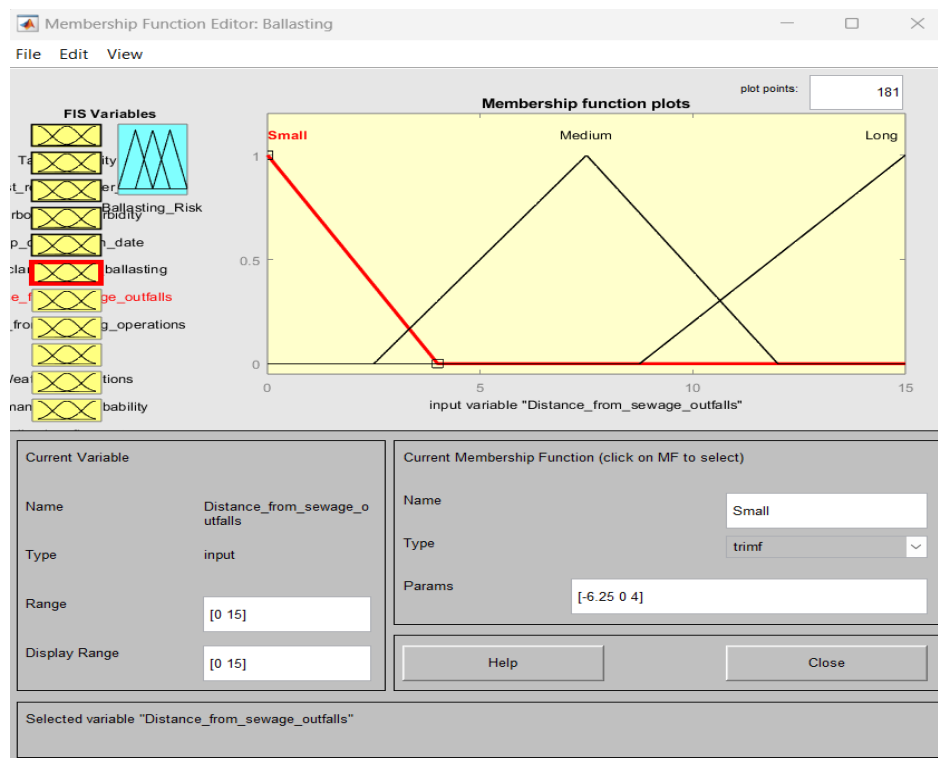 Membership Function Editor: Ballasting
File Edit View
plot points:
181
FIS Variables
Membership function plots
Small
Medium
Long
Ballasting_Risk
n_date
ballasting
ge_outfalls
g_operations
tions
bability
1
0.5
0
0
5
10
15
input variable "Distance_from_sewage_outfalls"
Current Variable
Name
Distance_from_sewage_o
utfalls
Type
input
Range
[0 15]
Display Range
[0 15]
Current Membership Function (click on MF to select)
Name
Small
Type
trimf
Params
[-6.25 0 4]
Help
Close
Selected variable "Distance_from_sewage_outfalls"